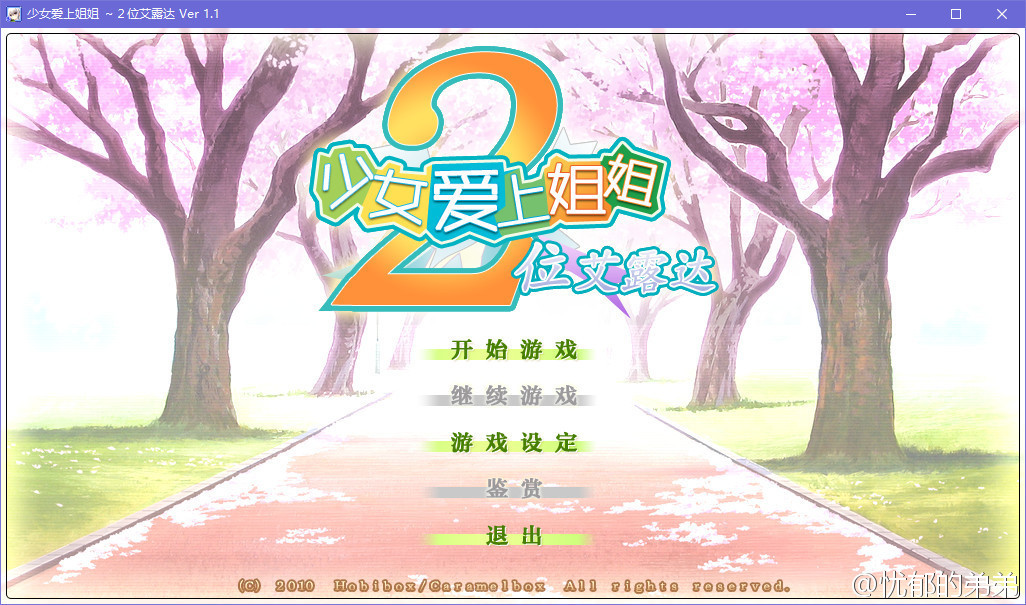 少女爱上姐姐 ~ 2 位艾露达 Ver 1.1
2
少女爱上姐姐
位艾露达
开始游戏
继续游戏
游戏设定
鉴赏
退出
(C) 2010 Hobibox/Caramelbox All rights reserved.
@忧郁的弟弟